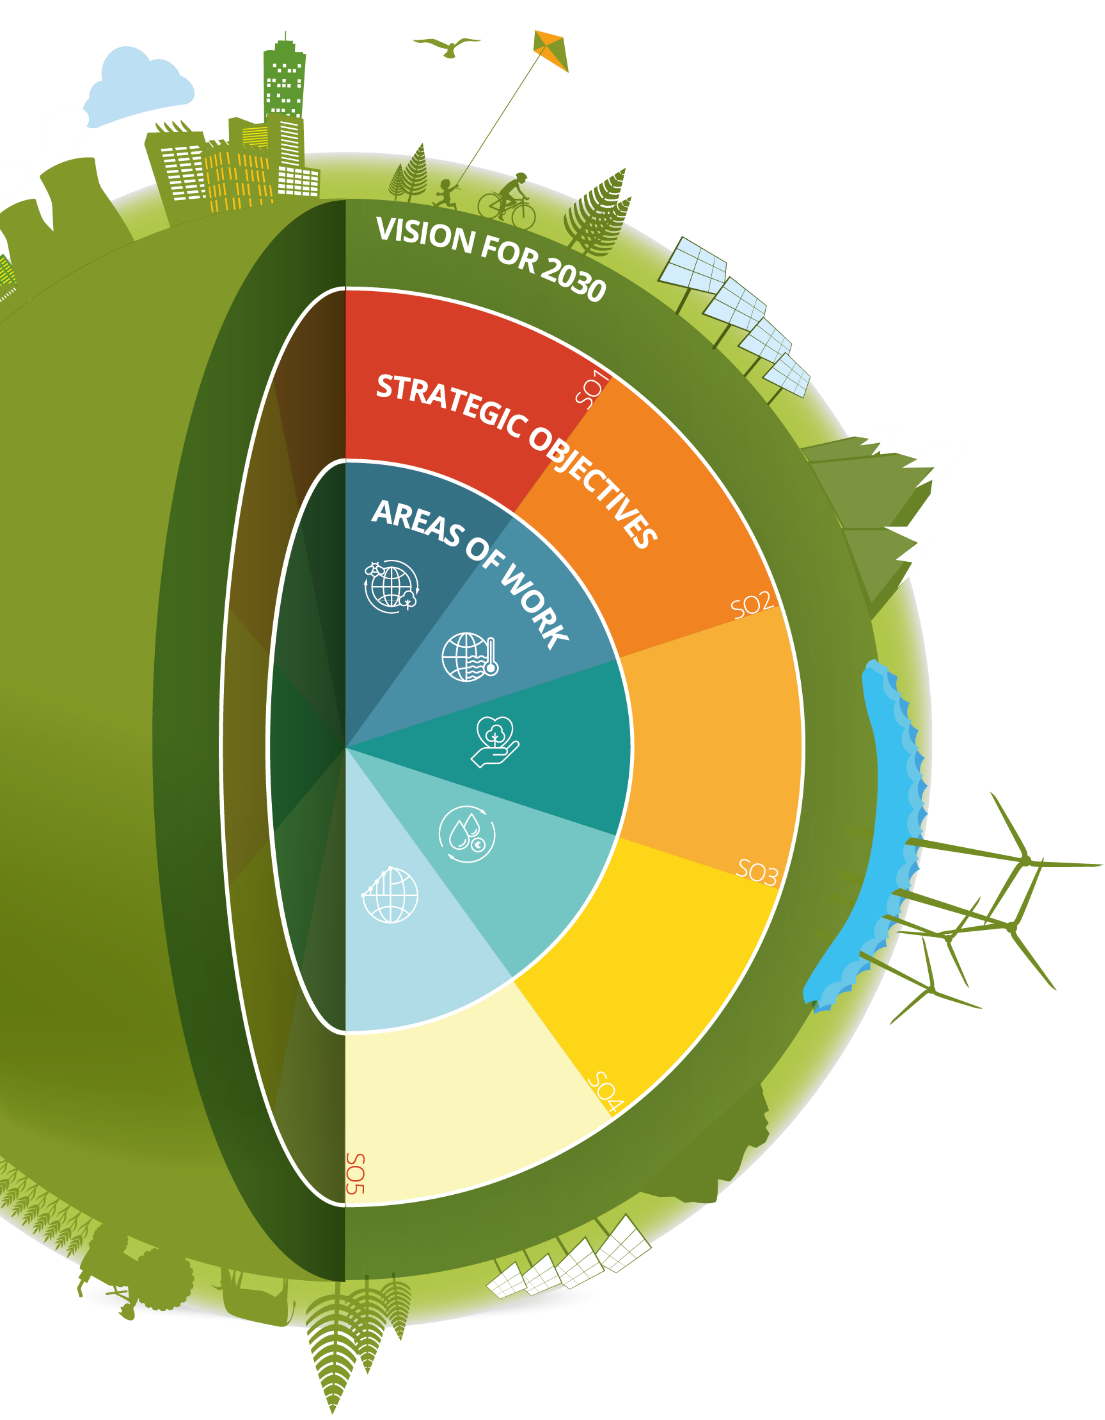 VISION FOR 2030
STRATEGIC OBJECTIVES
SO1
AREAS OF WORK
SO2
SO3
€
SO4
SO5